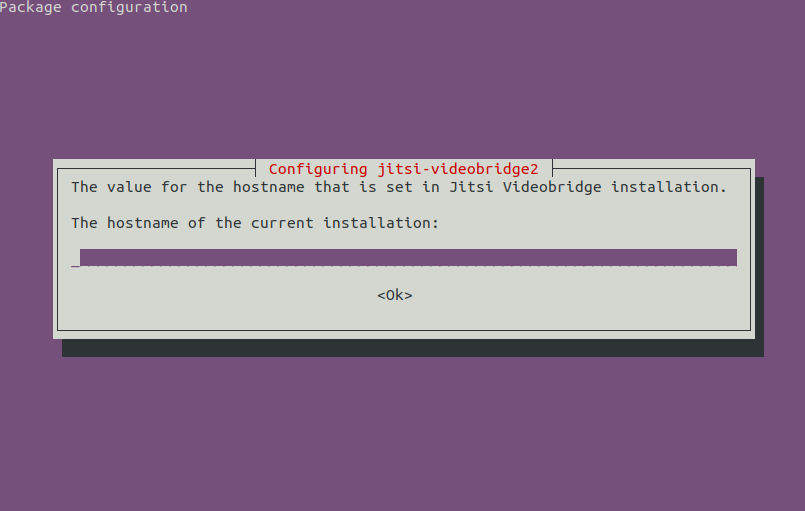 Package configuration
Configuring jitsi-videobridge2
The value for the hostname that is set in Jitsi Videobridge installation.
The hostname of the current installation:
<Ok>